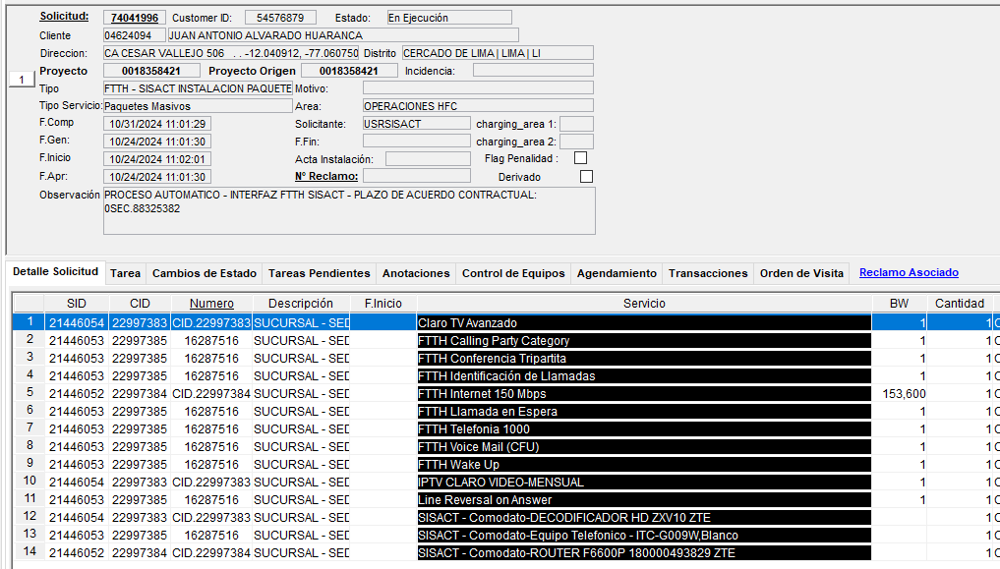 Solicitud: 74041996 Customer ID: 54576879 Estado: En Ejecución
Cliente 04624094 JUAN ANTONIO ALVARADO HUARANCA
Direccion: CA CESAR VALLEJO 506 . . -12.040912, -77.060750 Distrito CERCADO DE LIMA | LIMA | LI
Proyecto 0018358421 Proyecto Origen 0018358421 Incidencia:
1
Tipo FTTH - SISACT INSTALACION PAQUETE Motivo:
Tipo Servicio: Paquetes Masivos Area: OPERACIONES HFC
F.Comp 10/31/2024 11:01:29 Solicitante: USRSISACT charging_area 1:
F.Gen: 10/24/2024 11:01:30 F.Fin: charging_area 2:
F.Inicio 10/24/2024 11:02:01 Acta Instalación: Flag Penalidad :
F.Apr: 10/24/2024 11:01:30 Nº Reclamo: Derivado
Observación PROCESO AUTOMATICO - INTERFAZ FTTH SISACT - PLAZO DE ACUERDO CONTRACTUAL:
0SEC.88325382
Detalle Solicitud Tarea Cambios de Estado Tareas Pendientes Anotaciones Control de Equipos Agendamiento Transacciones Orden de Visita Reclamo Asociado
SID CID Numero Descripción F.Inicio Servicio BW Cantidad
1 21446054 22997383 CID.22997383 SUCURSAL - SED Claro TV Avanzado 1 1
2 21446053 22997385 16287516 SUCURSAL - SED FTTH Calling Party Category 1 1
3 21446053 22997385 16287516 SUCURSAL - SED FTTH Conferencia Tripartita 1 1
4 21446053 22997385 16287516 SUCURSAL - SED FTTH Identificación de Llamadas 1 1
5 21446052 22997384 CID.22997384 SUCURSAL - SED FTTH Internet 150 Mbps 153,600 1
6 21446053 22997385 16287516 SUCURSAL - SED FTTH Llamada en Espera 1 1
7 21446053 22997385 16287516 SUCURSAL - SED FTTH Telefonia 1000 1 1
8 21446053 22997385 16287516 SUCURSAL - SED FTTH Voice Mail (CFU) 1 1
9 21446053 22997385 16287516 SUCURSAL - SED FTTH Wake Up 1 1
10 21446054 22997383 CID.22997383 SUCURSAL - SED IPTV CLARO VIDEO-MENSUAL 1 1
11 21446053 22997385 16287516 SUCURSAL - SED Line Reversal on Answer 1 1
12 21446054 22997383 CID.22997383 SUCURSAL - SED SISACT - Comodato-DECODIFICADOR HD ZXV10 ZTE 1
13 21446053 22997385 16287516 SUCURSAL - SED SISACT - Comodato-Equipo Telefonico - ITC-G009W,Blanco 1
14 21446052 22997384 CID.22997384 SUCURSAL - SED SISACT - Comodato-ROUTER F6600P 180000493829 ZTE 1